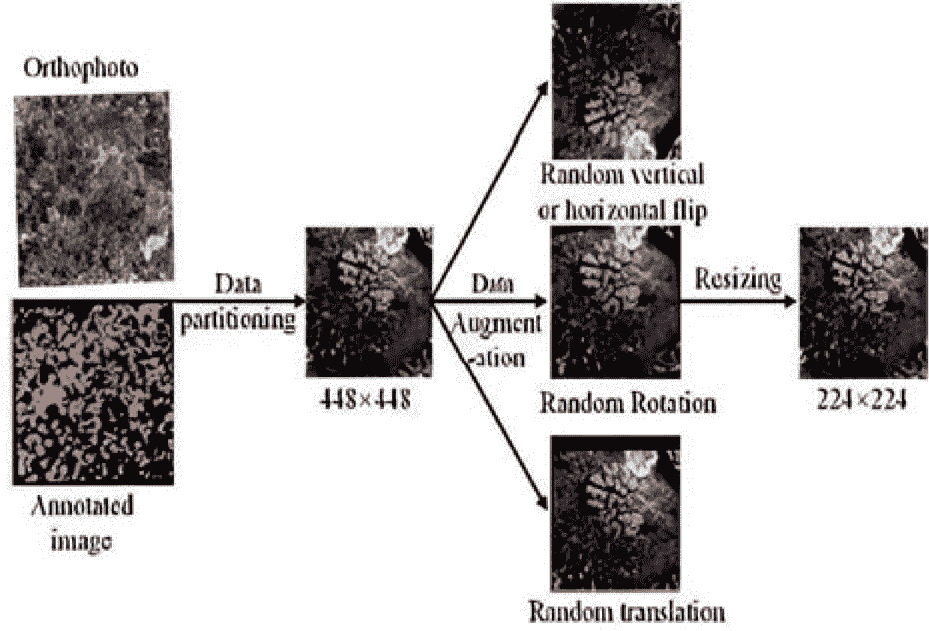 Orthophoto
Annotated
image
Data
partitioning
448×448
Data
Augment
-ation
Random vertical
or horizontal flip
Random Rotation
Random translation
Resizing
224×224